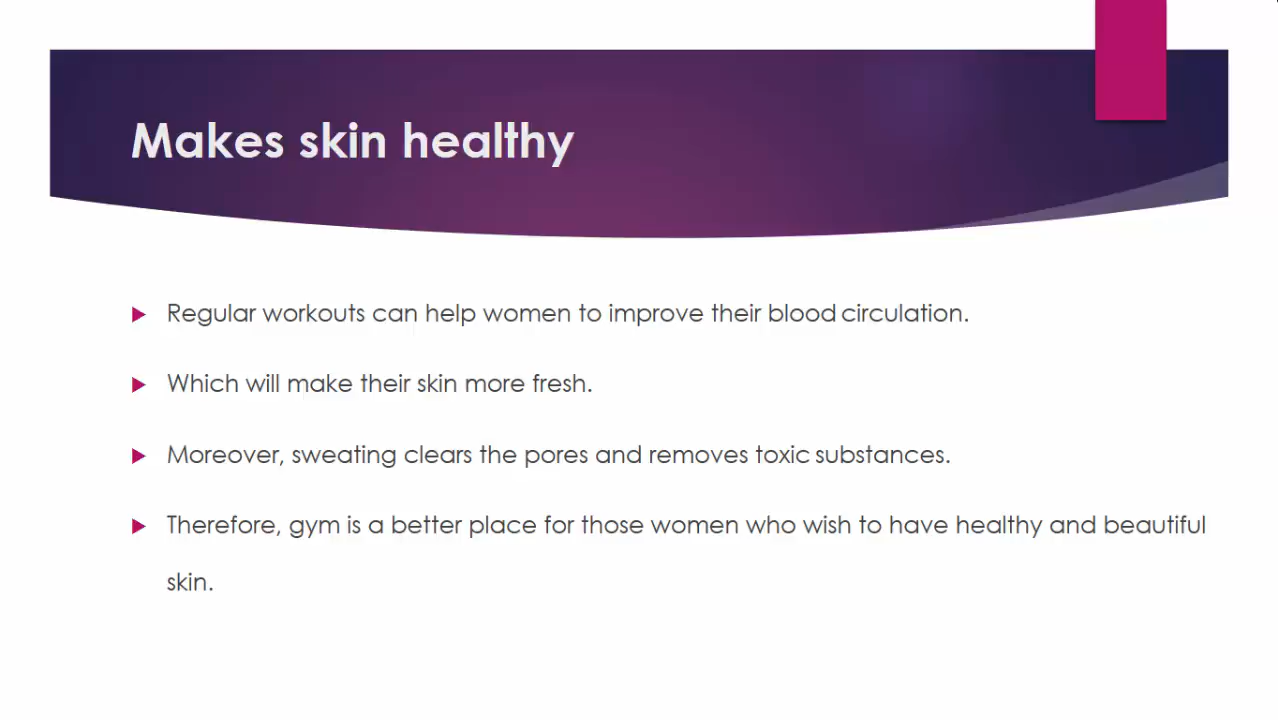 Makes skin healthy
Regular workouts can help women to improve their blood circulation.
Which will make their skin more fresh.
Moreover, sweating clears the pores and removes toxic substances.
Therefore, gym is a better place for those women who wish to have healthy and beautiful
skin.